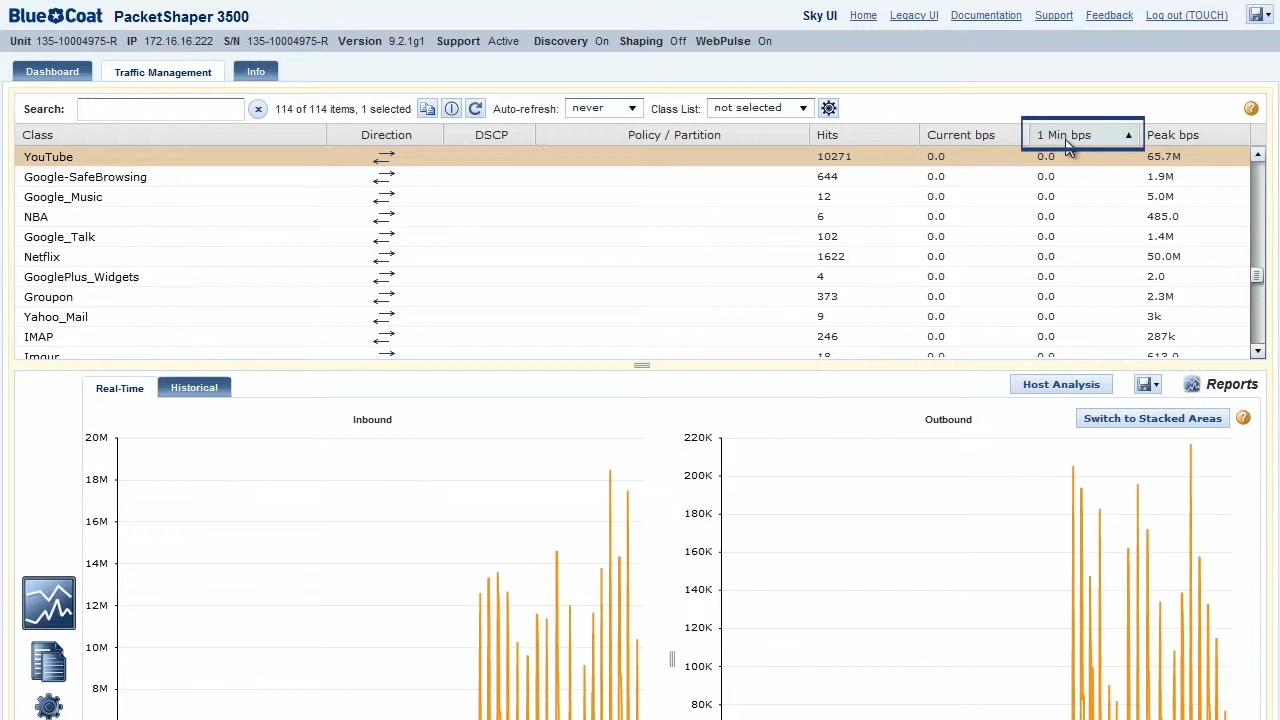 Blue Coat PacketShaper 3500 Sky UI Home Legacy UI Documentation Support Feedback Log out (TOUCH)
Unit 135-10004975-R IP 172.16.16.222 S/N 135-10004975-R Version 9.2.1g1 Support Active Discovery On Shaping Off WebPulse On
Dashboard Traffic Management Info
Search: 114 of 114 items, 1 selected Auto-refresh: never Class List: not selected
Class Direction DSCP Policy / Partition Hits Current bps 1 Min bps Peak bps
YouTube 10271 0.0 0.0 65.7M
Google-SafeBrowsing 644 0.0 0.0 1.9M
Google_Music 12 0.0 0.0 5.0M
NBA 6 0.0 0.0 485.0
Google_Talk 102 0.0 0.0 1.4M
Netflix 1622 0.0 0.0 50.0M
GooglePlus_Widgets 4 0.0 0.0 2.0
Groupon 373 0.0 0.0 2.3M
Yahoo_Mail 9 0.0 0.0 3k
IMAP 246 0.0 0.0 287k
Imgur 18 0.0 0.0 613.0
Real-Time Historical Host Analysis Reports
Inbound Outbound Switch to Stacked Areas
20M 220K
18M 200K
16M 180K
14M 160K
12M 140K
10M 120K
8M 100K
80K